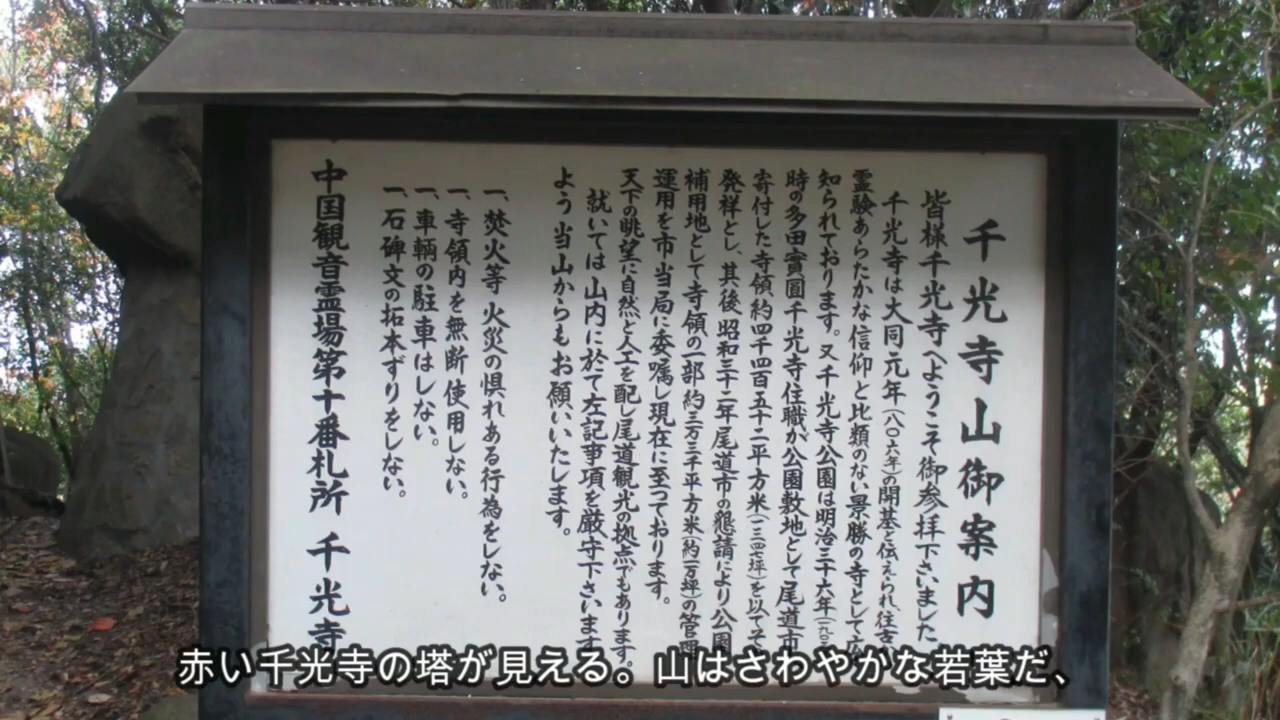 千光寺山御案内
皆様千光寺へようこそ御参拝下さいました
千光寺は大同元年(八〇六年)の開基と伝えられ、往古
霊験あらたかな信仰と比類のない景勝の寺として広
知られております。又千光寺公園は明治三十六年
時の多田實圓千光寺住職が公園敷地として尾道市
寄付した寺領約四千四百五十二平方米を以てそ
発祥とし、其後昭和三十二年尾道市の懇請により公園
補用地として寺領の一部約三万三千平方米(約一万坪)の管理
運用を市当局に委嘱し現在に至っております。
天下の眺望に自然と人工を配し尾道観光の拠点でもあります。
就いては山内に於て左記事項を厳守下さいます
よう当山からもお願いいたします。
一、焚火等火災の惧れある行為をしない。
一、寺領内を無断使用しない。
一、車輌の駐車はしない。
一、石碑文の拓本ずりをしない。
中国観音霊場第十番札所 千光寺
赤い千光寺の塔が見える。山はさわやかな若葉だ、